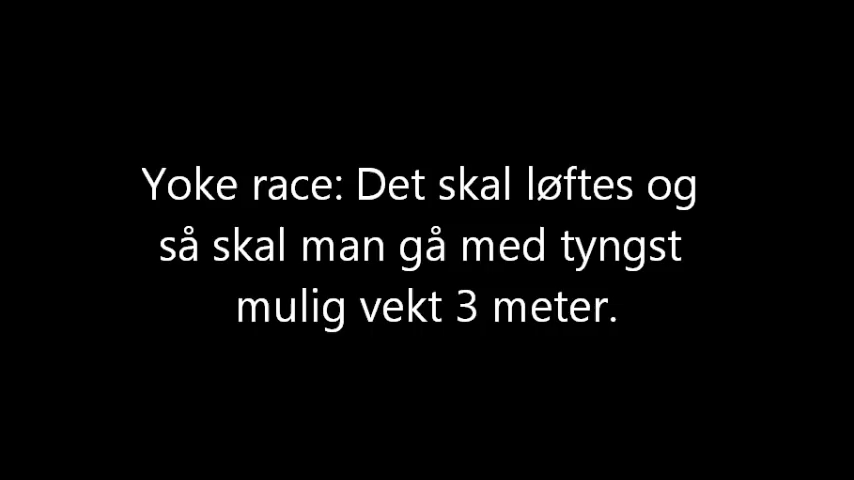 Yoke race: Det skal løftes og
så skal man gå med tyngst
mulig vekt 3 meter.